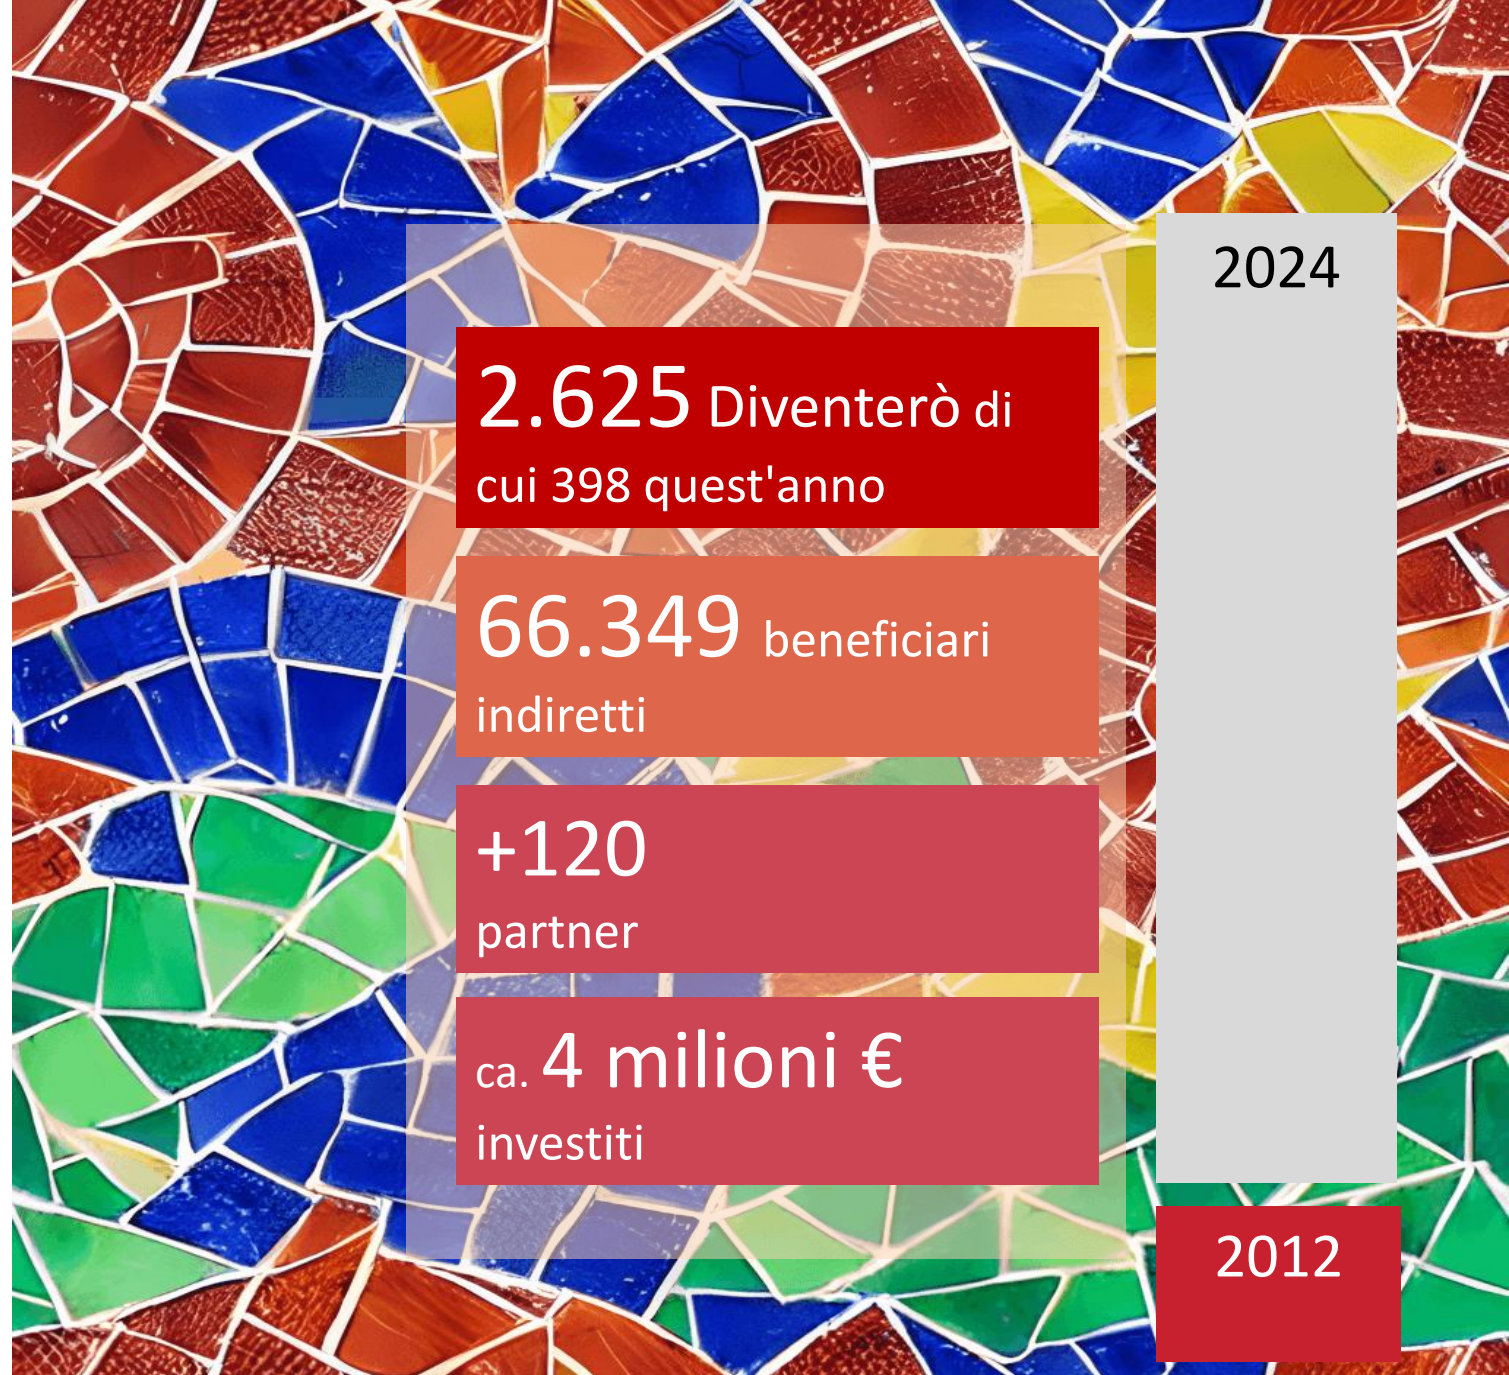 2024
2.625 Diventerò di
cui 398 quest'anno
66.349 beneficiari
indiretti
+120
partner
ca. 4 milioni €
investiti
2012